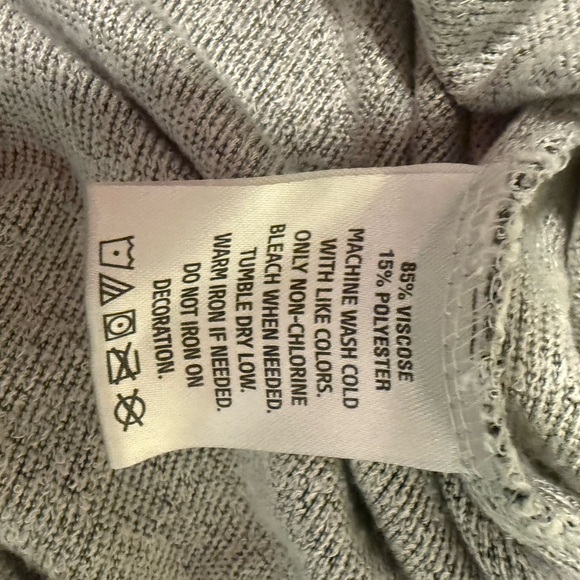 85% VISCOSE
15% POLYESTER
MACHINE WASH COLD
WITH LIKE COLORS.
ONLY NON-CHLORINE
BLEACH WHEN NEEDED.
TUMBLE DRY LOW.
WARM IRON IF NEEDED.
DO NOT IRON ON
DECORATION.